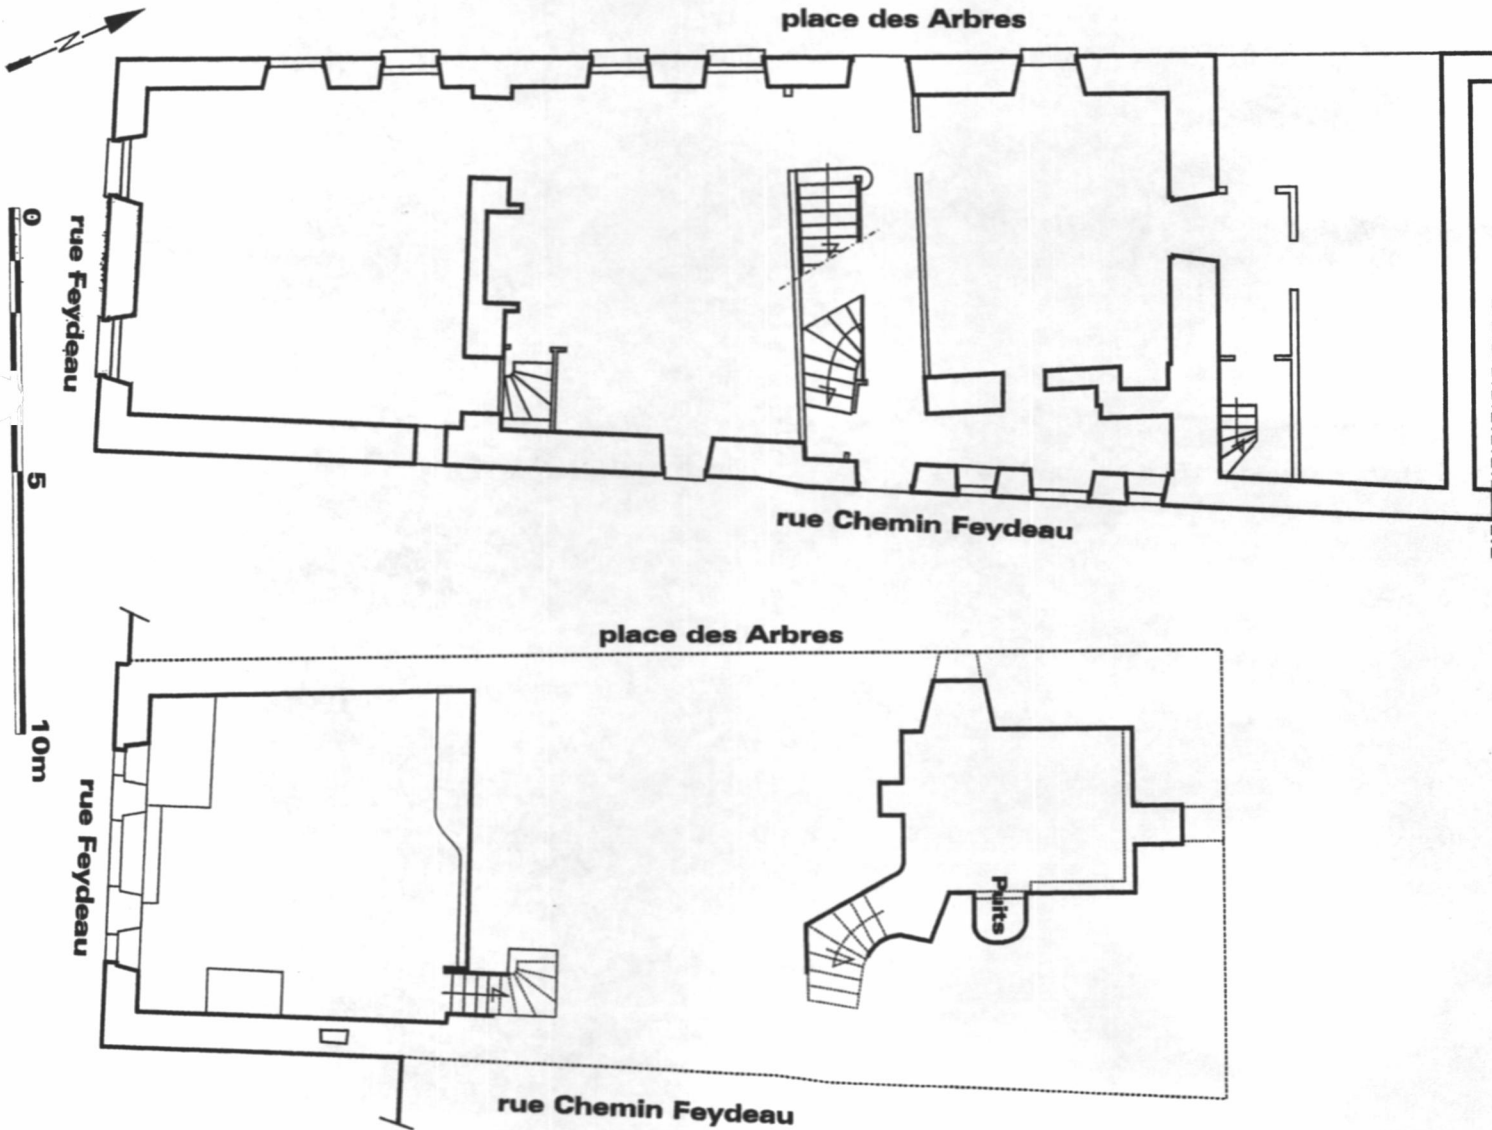 place des Arbres
N
rue Feydeau
0
5
10m
rue Chemin Feydeau
place des Arbres
rue Feydeau
Puits
rue Chemin Feydeau